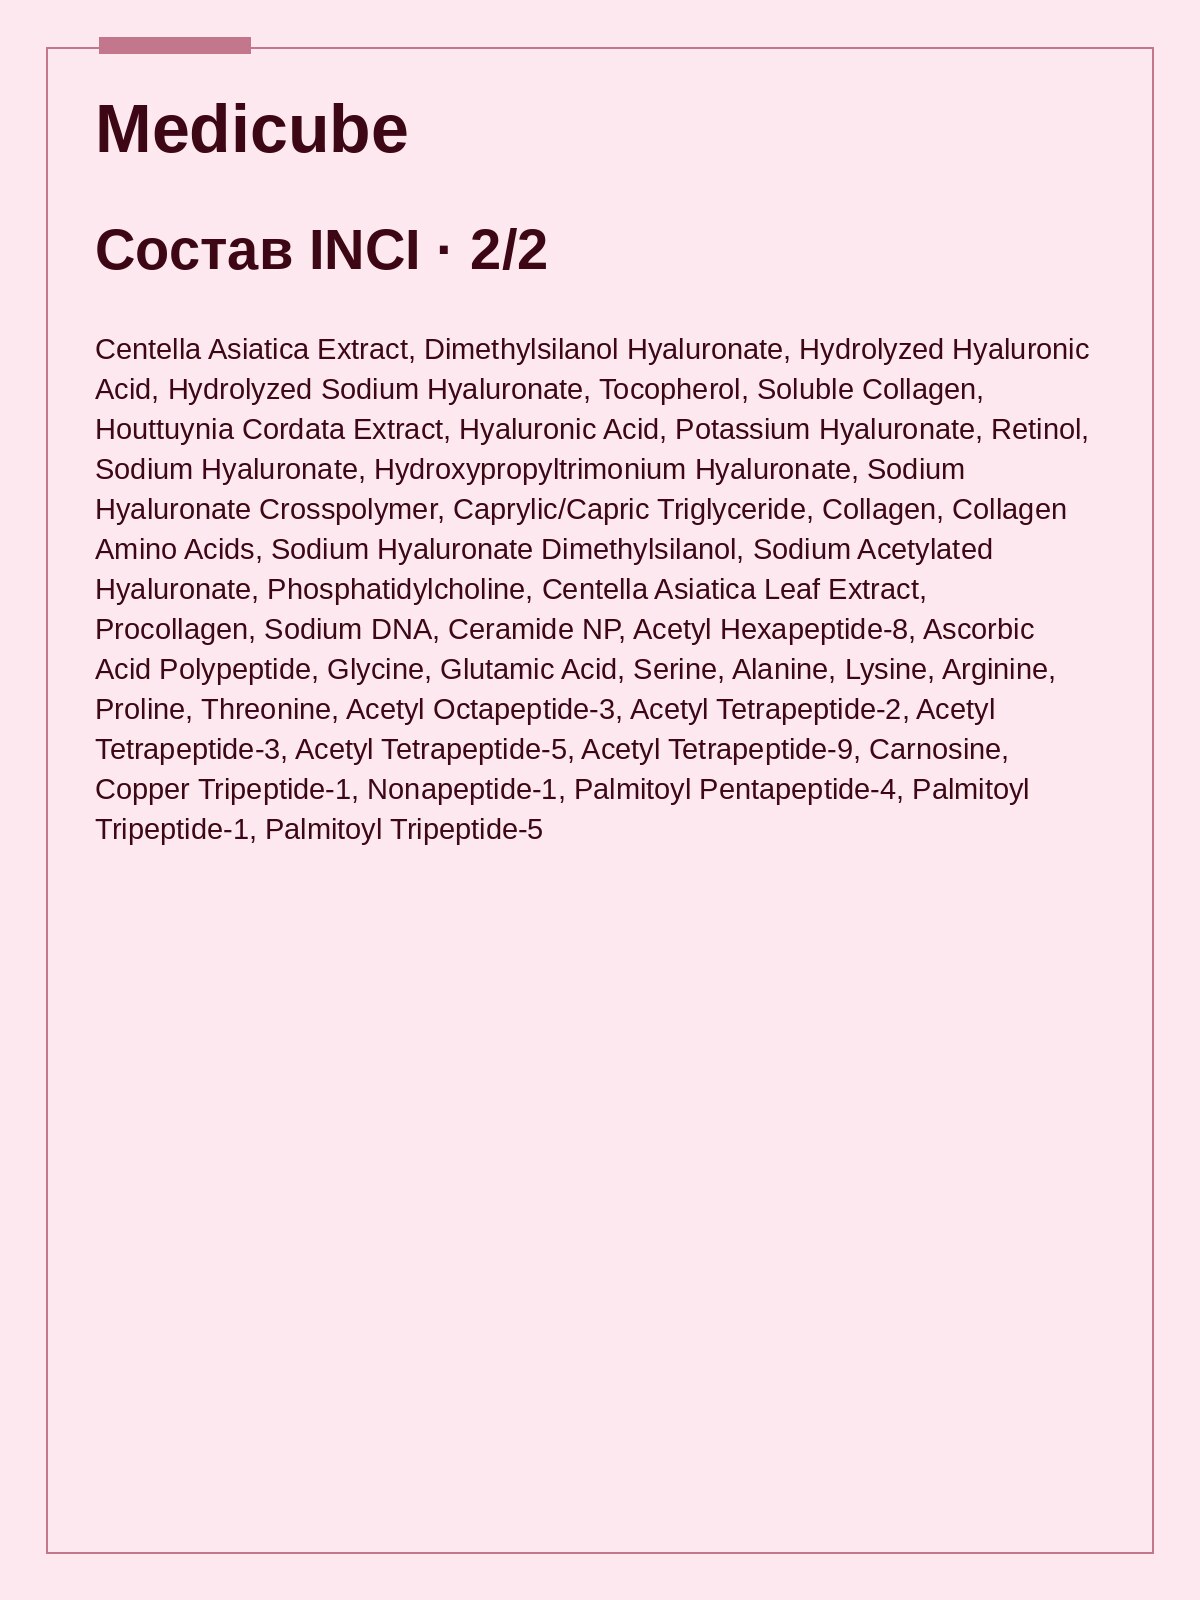 Medicube
Состав INCI · 2/2
Centella Asiatica Extract, Dimethylsilanol Hyaluronate, Hydrolyzed Hyaluronic
Acid, Hydrolyzed Sodium Hyaluronate, Tocopherol, Soluble Collagen,
Houttuynia Cordata Extract, Hyaluronic Acid, Potassium Hyaluronate, Retinol,
Sodium Hyaluronate, Hydroxypropyltrimonium Hyaluronate, Sodium
Hyaluronate Crosspolymer, Caprylic/Capric Triglyceride, Collagen, Collagen
Amino Acids, Sodium Hyaluronate Dimethylsilanol, Sodium Acetylated
Hyaluronate, Phosphatidylcholine, Centella Asiatica Leaf Extract,
Procollagen, Sodium DNA, Ceramide NP, Acetyl Hexapeptide-8, Ascorbic
Acid Polypeptide, Glycine, Glutamic Acid, Serine, Alanine, Lysine, Arginine,
Proline, Threonine, Acetyl Octapeptide-3, Acetyl Tetrapeptide-2, Acetyl
Tetrapeptide-3, Acetyl Tetrapeptide-5, Acetyl Tetrapeptide-9, Carnosine,
Copper Tripeptide-1, Nonapeptide-1, Palmitoyl Pentapeptide-4, Palmitoyl
Tripeptide-1, Palmitoyl Tripeptide-5